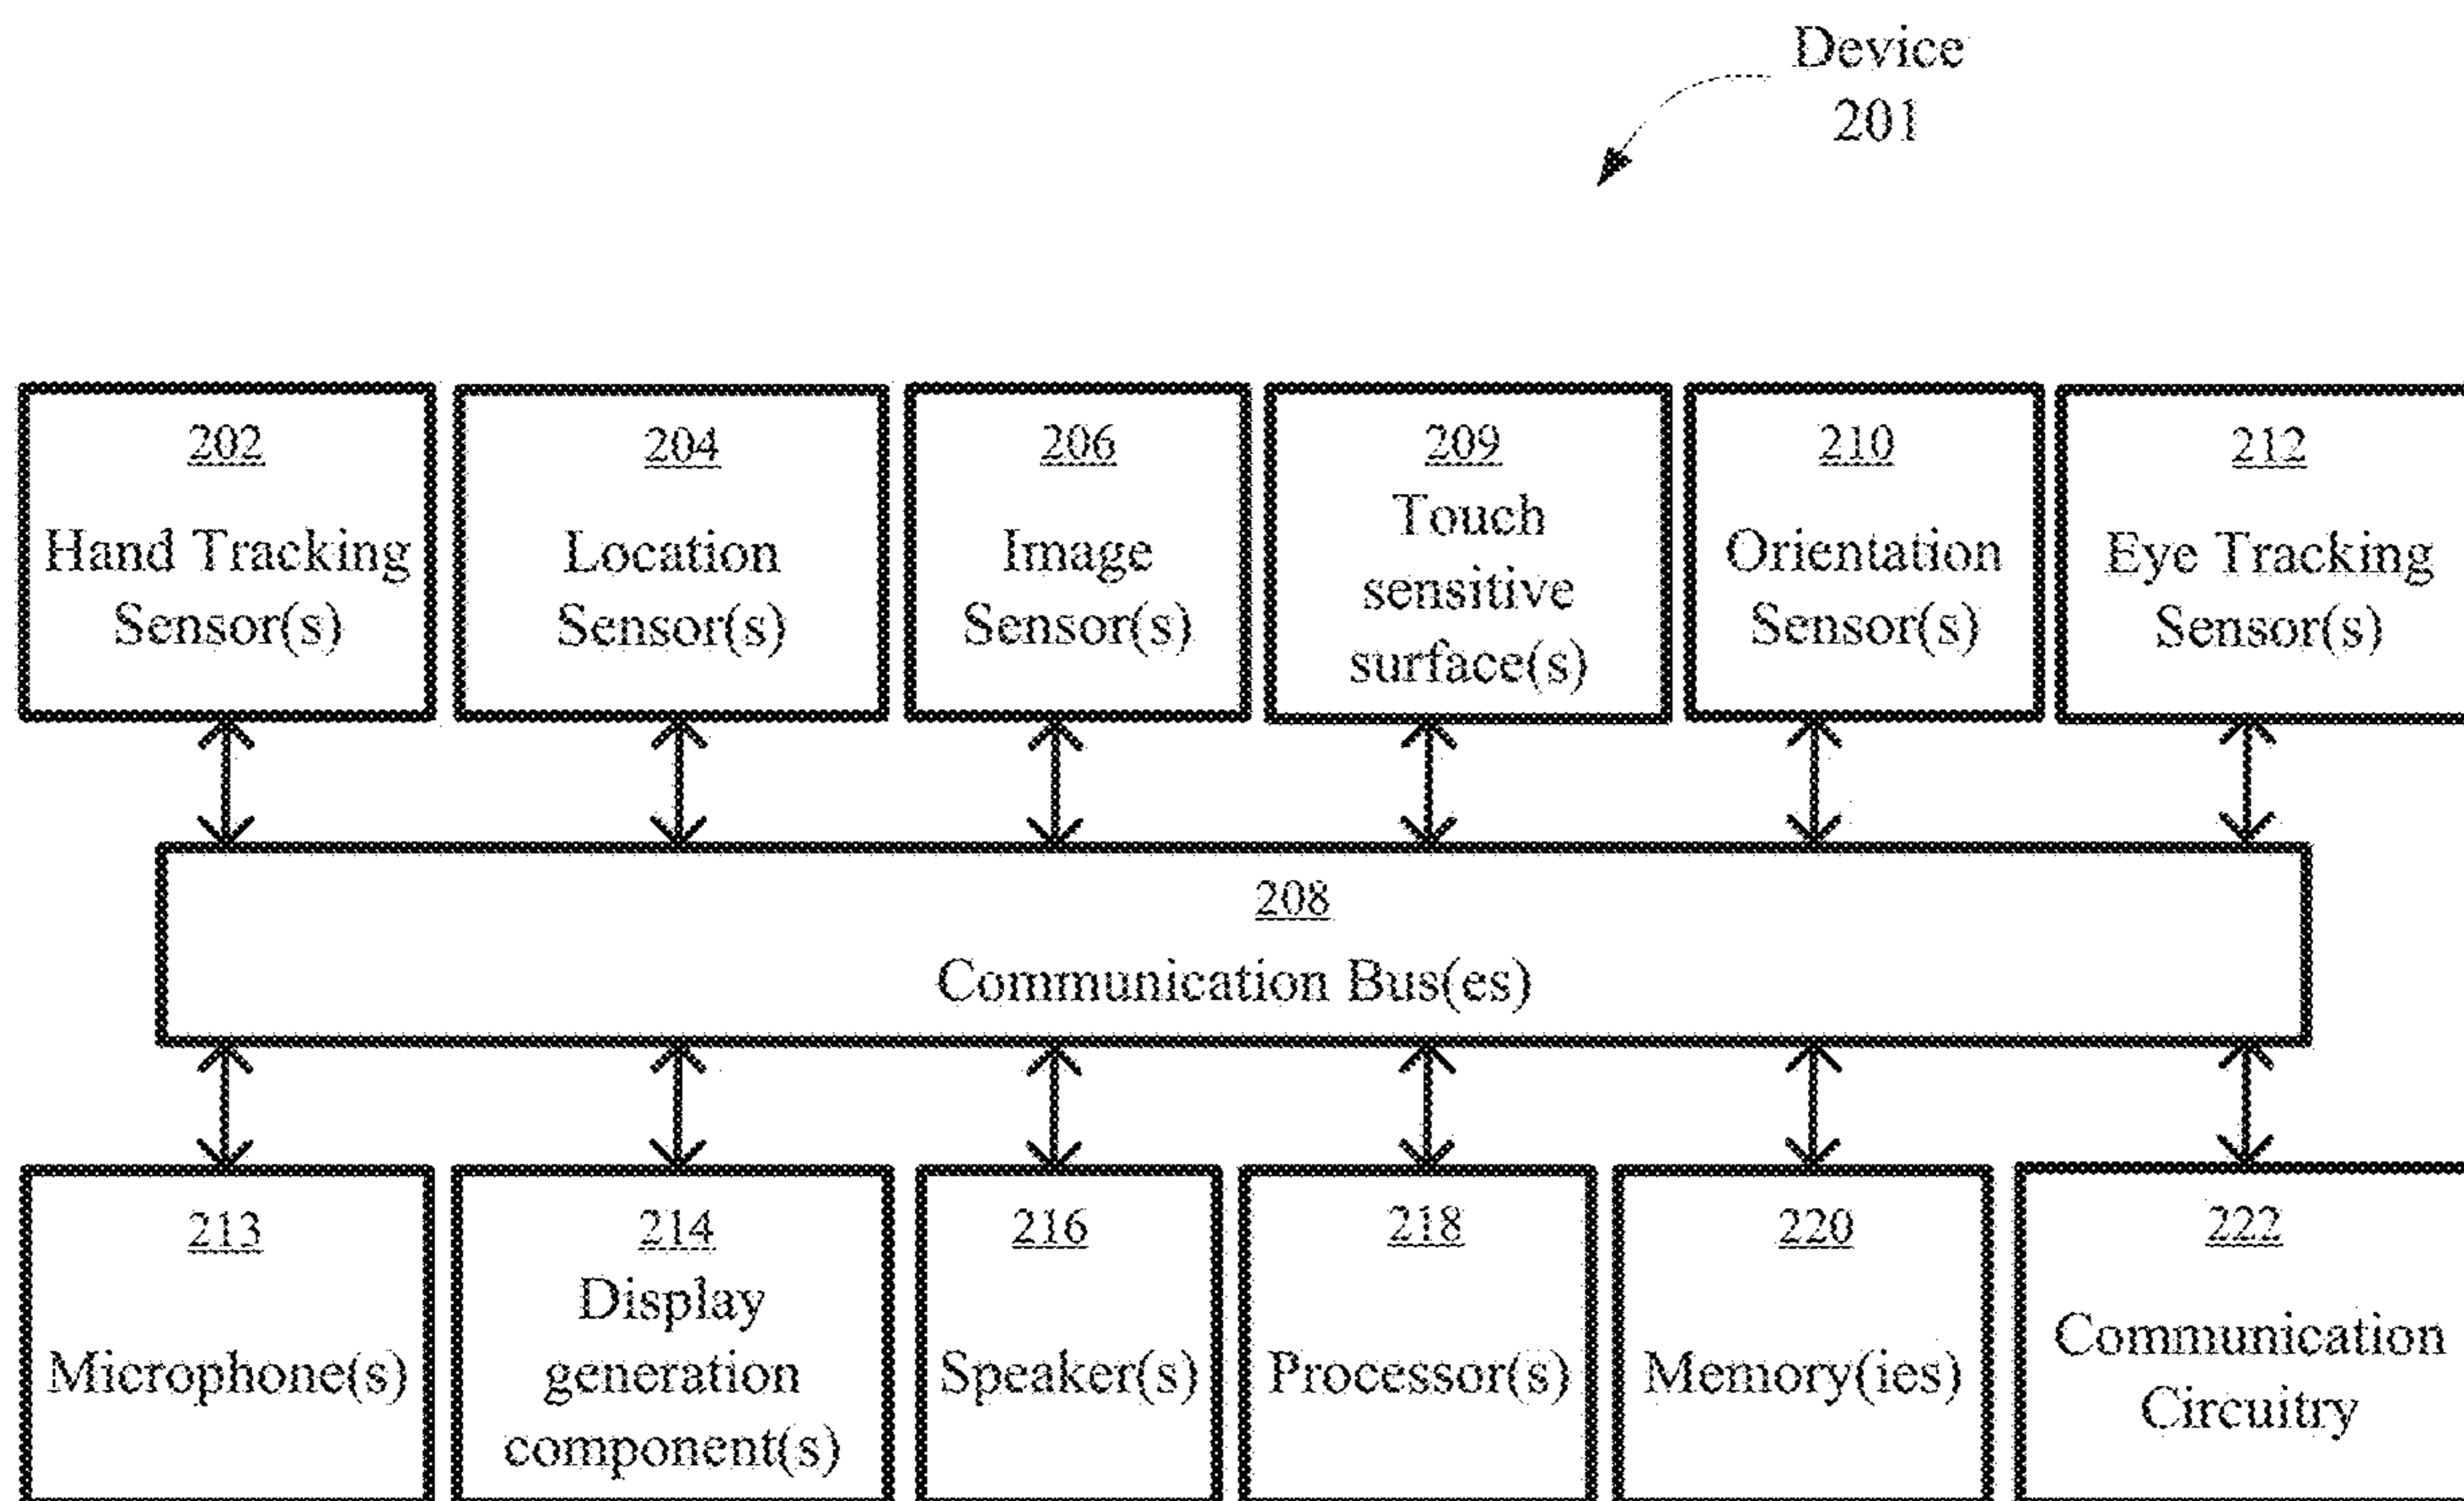 Device
201
202
Hand Tracking
Sensor(s)
204
Location
Sensor(s)
206
Image
Sensor(s)
209
Touch
sensitive
surface(s)
210
Orientation
Sensor(s)
212
Eye Tracking
Sensor(s)
208
Communication Bus(es)
213
Microphone(s)
214
Display
generation
component(s)
216
Speaker(s)
218
Processor(s)
220
Memory(ies)
222
Communication
Circuitry